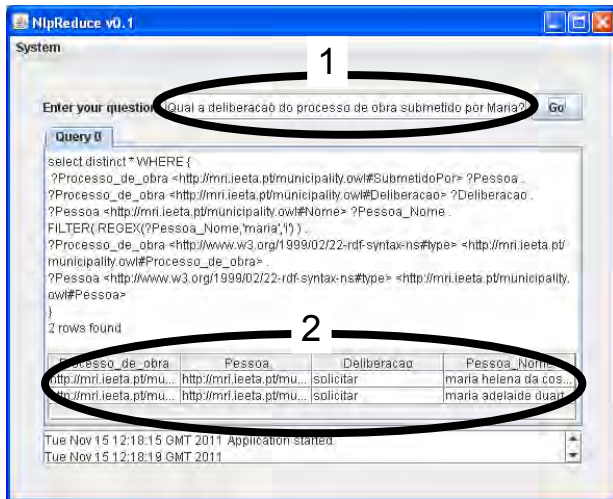 NlpReduce v0.1
System
1
Enter your question Qual a deliberacao do processo de obra submetido por Maria? Go
Query 0
select distinct * WHERE {
?Processo_de_obra <http://mri.ieeta.pt/municipality.owl#SubmetidoPor> ?Pessoa .
?Processo_de_obra <http://mri.ieeta.pt/municipality.owl#Deliberacao> ?Deliberacao .
?Pessoa <http://mri.ieeta.pt/municipality.owl#Nome> ?Pessoa_Nome .
FILTER( REGEX(?Pessoa_Nome,'maria','i') ) .
?Processo_de_obra <http://www.w3.org/1999/02/22-rdf-syntax-ns#type> <http://mri.ieeta.pt/
municipality.owl#Processo_de_obra> .
?Pessoa <http://www.w3.org/1999/02/22-rdf-syntax-ns#type> <http://mri.ieeta.pt/municipality.
owl#Pessoa>
}
2 rows found
2
Processo_de_obra Pessoa Deliberacao Pessoa_Nome
http://mri.ieeta.pt/mu... http://mri.ieeta.pt/mu... solicitar maria helena da cos...
http://mri.ieeta.pt/mu... http://mri.ieeta.pt/mu... solicitar maria adelaide duart
Tue Nov 15 12:18:15 GMT 2011 Application started
Tue Nov 15 12:18:19 GMT 2011